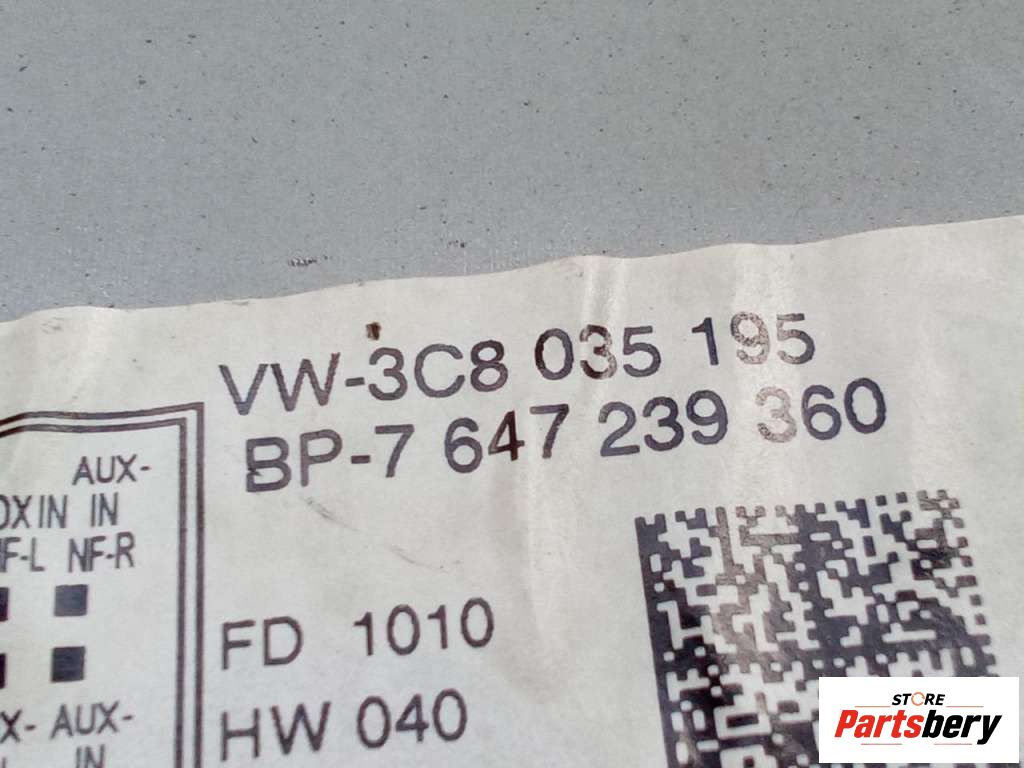 VW-3C8 035 195
BP-7 647 239 360
AUX-
IN IN
NF-R
FD 1010
HW 040
AUX-
IN
STORE
Partsbery